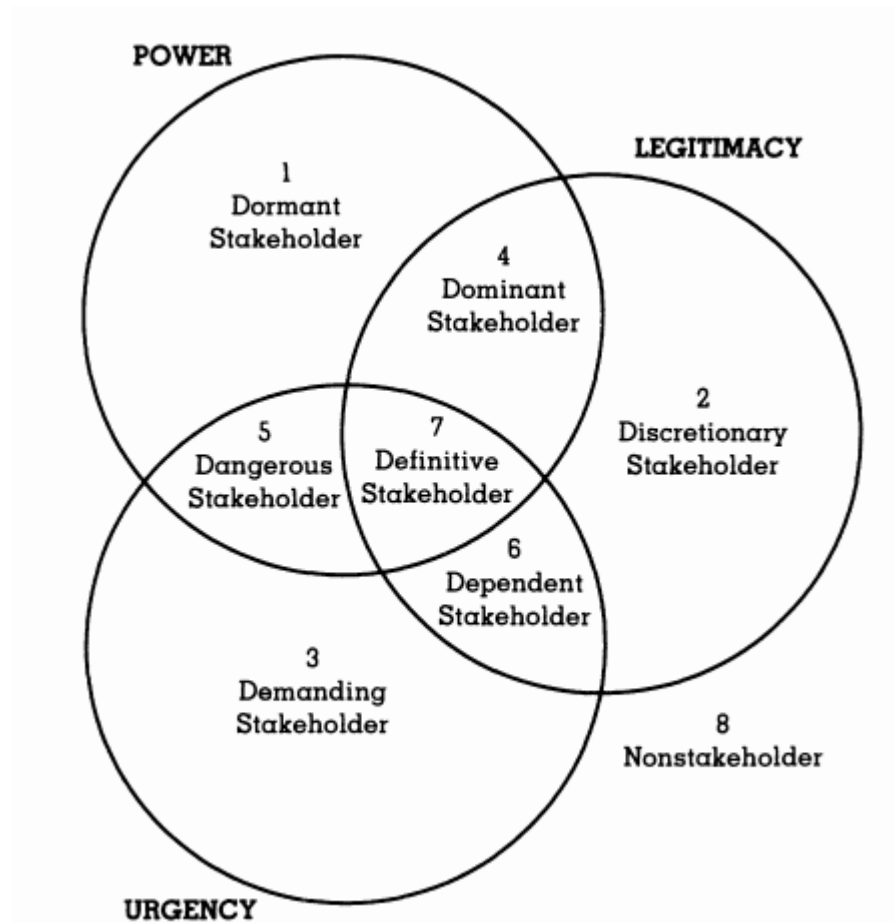 POWER
LEGITIMACY
1
Dormant
Stakeholder
4
Dominant
Stakeholder
2
Discretionary
Stakeholder
5
Dangerous
Stakeholder
7
Definitive
Stakeholder
6
Dependent
Stakeholder
3
Demanding
Stakeholder
8
Nonstakeholder
URGENCY